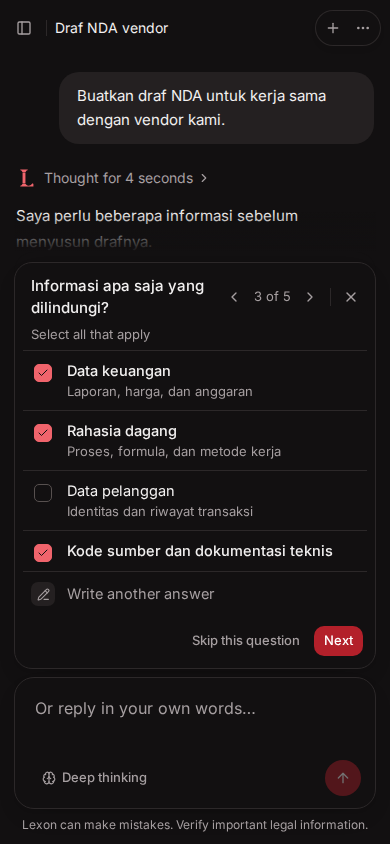 Draf NDA vendor
Buatkan draf NDA untuk kerja sama
dengan vendor kami.
L Thought for 4 seconds
Saya perlu beberapa informasi sebelum
menyusun drafnya.
Informasi apa saja yang
dilindungi?
3 of 5
Select all that apply
Data keuangan
Laporan, harga, dan anggaran
Rahasia dagang
Proses, formula, dan metode kerja
Data pelanggan
Identitas dan riwayat transaksi
Kode sumber dan dokumentasi teknis
Write another answer
Skip this question Next
Or reply in your own words...
Deep thinking
Lexon can make mistakes. Verify important legal information.